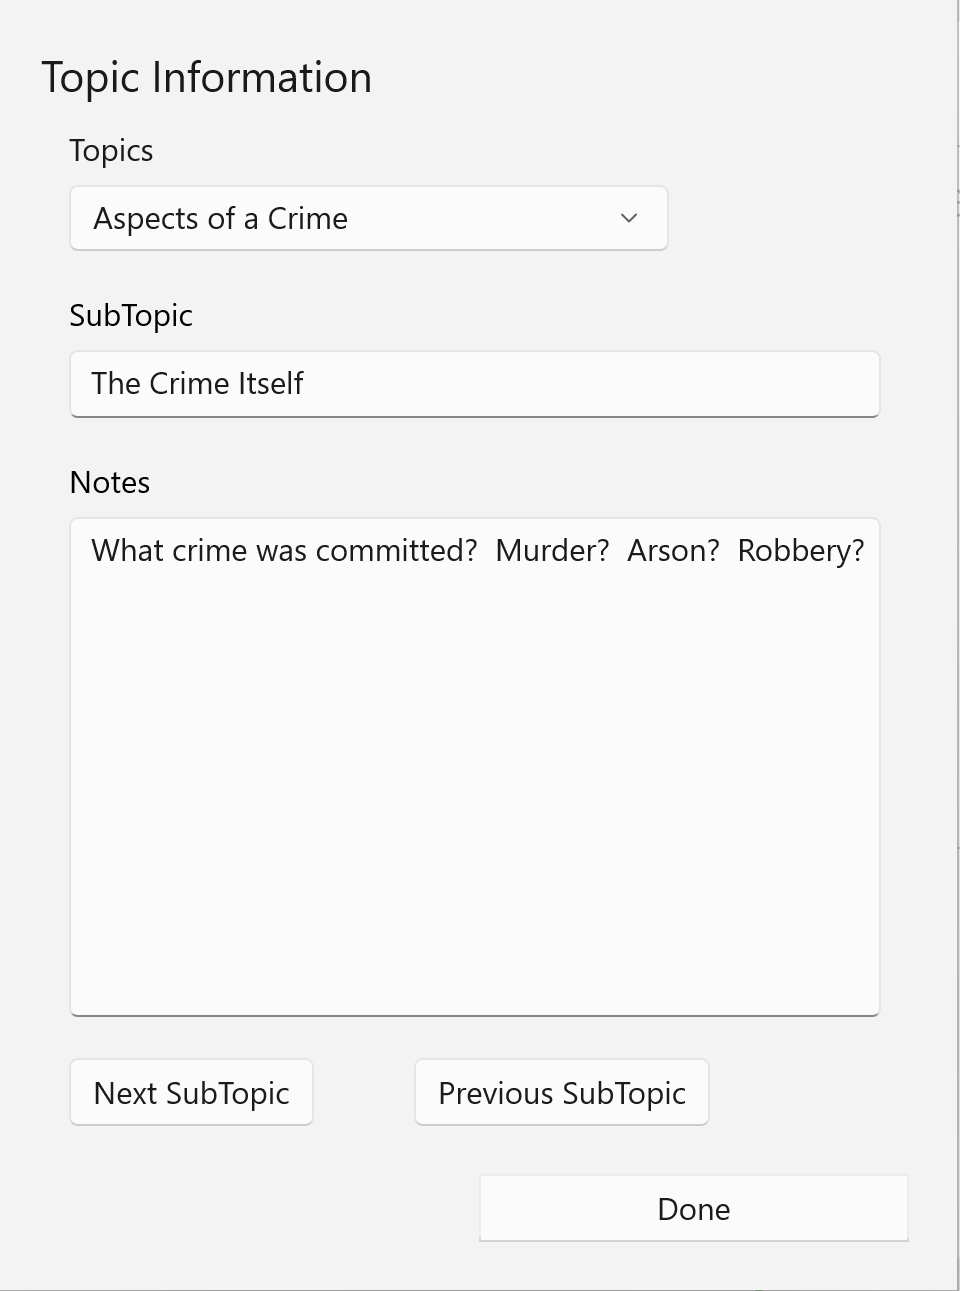 Topic Information
Topics
Aspects of a Crime
SubTopic
The Crime Itself
Notes
What crime was committed?  Murder?  Arson?  Robbery?
Next SubTopic
Previous SubTopic
Done